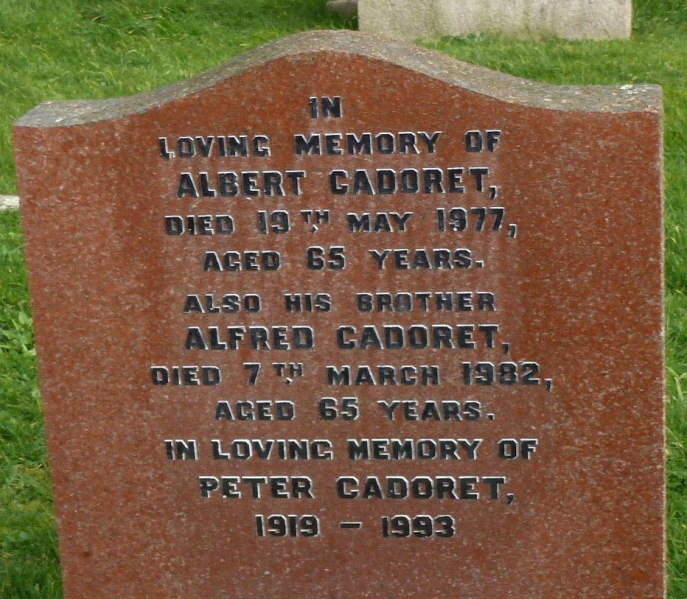 IN
LOVING MEMORY OF
ALBERT CADORET,
DIED 19TH MAY 1977,
AGED 65 YEARS.
ALSO HIS BROTHER
ALFRED CADORET,
DIED 7TH MARCH 1982,
AGED 65 YEARS.
IN LOVING MEMORY OF
PETER CADORET,
1919 – 1993